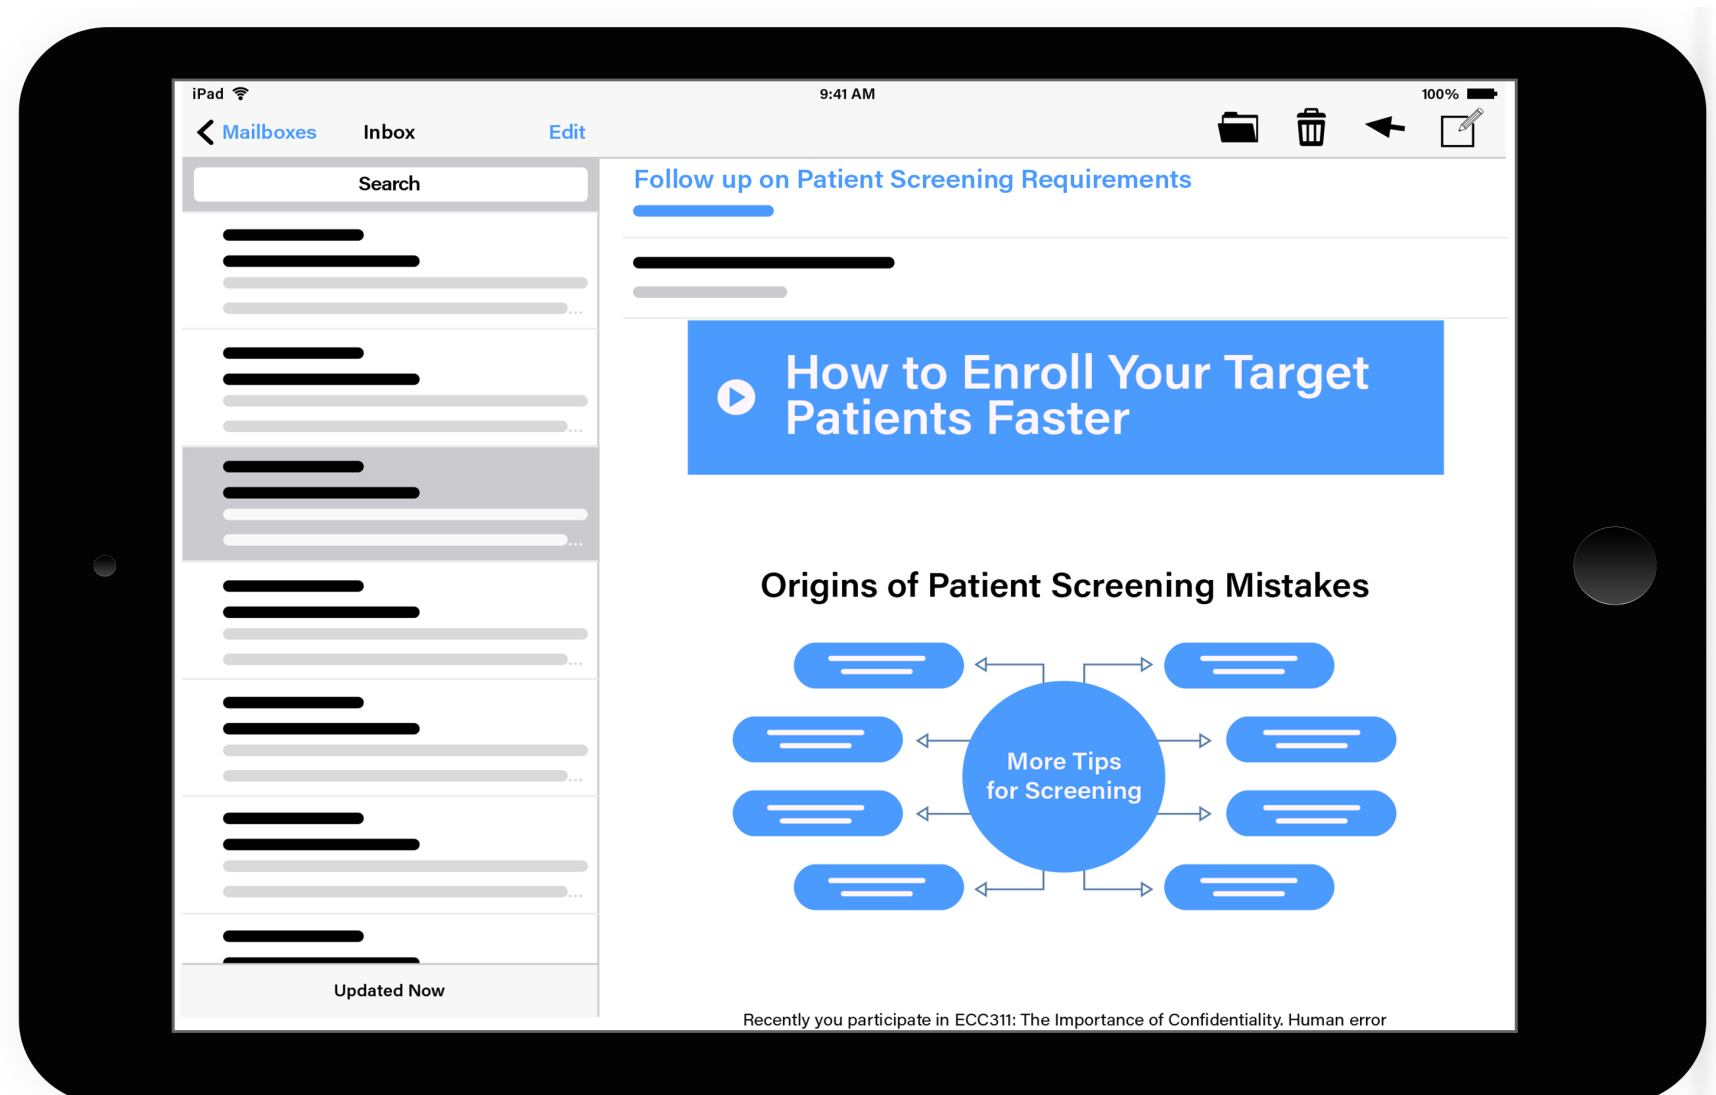 iPad
9:41 AM
100%
Mailboxes
Inbox
Edit
Search
Follow up on Patient Screening Requirements
How to Enroll Your Target
Patients Faster
Origins of Patient Screening Mistakes
More Tips
for Screening
Updated Now
Recently you participate in ECC311: The Importance of Confidentiality. Human error